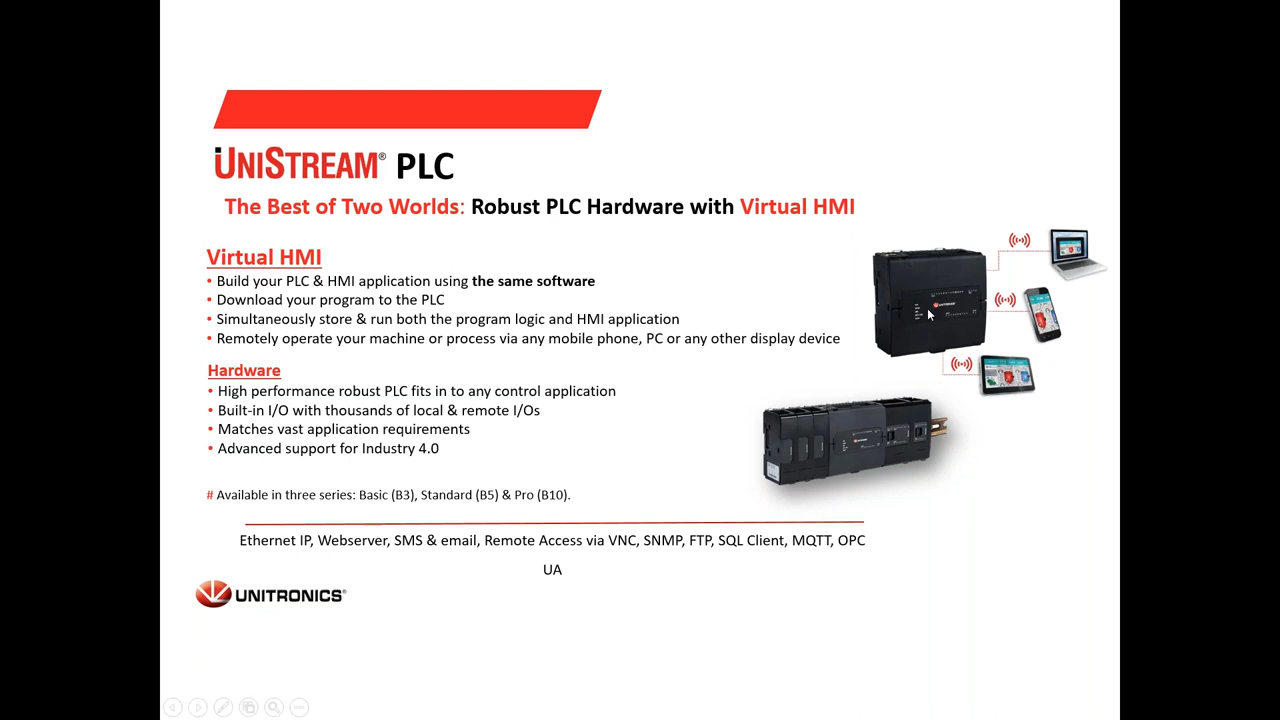 UNISTREAM® PLC
The Best of Two Worlds: Robust PLC Hardware with Virtual HMI
Virtual HMI
• Build your PLC & HMI application using the same software
• Download your program to the PLC
• Simultaneously store & run both the program logic and HMI application
• Remotely operate your machine or process via any mobile phone, PC or any other display device
Hardware
• High performance robust PLC fits in to any control application
• Built-in I/O with thousands of local & remote I/Os
• Matches vast application requirements
• Advanced support for Industry 4.0
# Available in three series: Basic (B3), Standard (B5) & Pro (B10).
Ethernet IP, Webserver, SMS & email, Remote Access via VNC, SNMP, FTP, SQL Client, MQTT, OPC
UA
UNITRONICS®